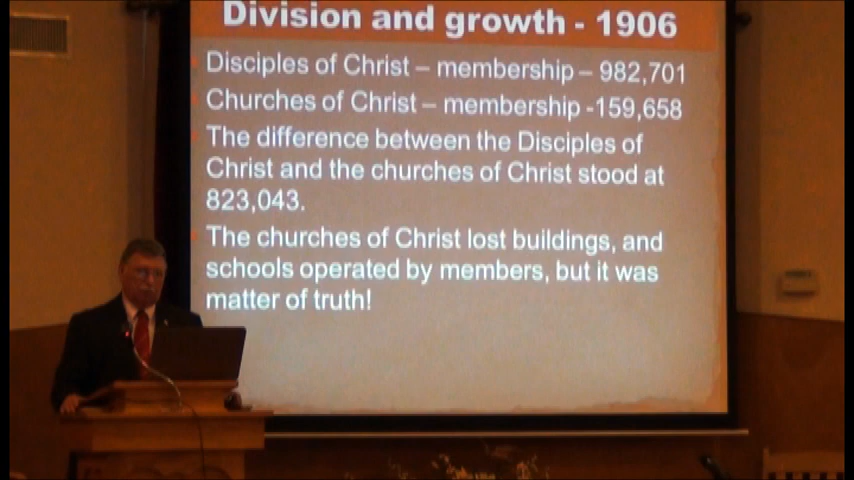 Division and growth - 1906
Disciples of Christ – membership – 982,701
Churches of Christ – membership -159,658
The difference between the Disciples of
Christ and the churches of Christ stood at
823,043.
The churches of Christ lost buildings, and
schools operated by members, but it was
matter of truth!